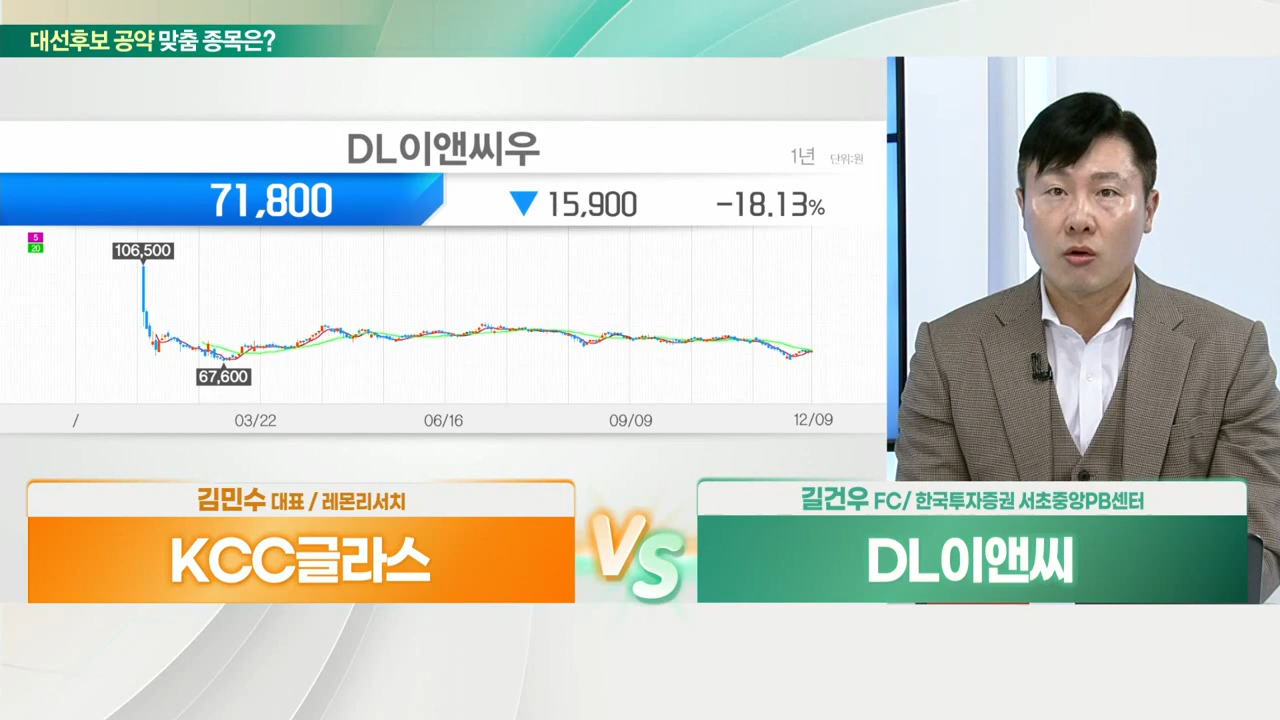 대선후보 공약 맞춤 종목은?
DL이앤씨우
1년 단위:원
71,800 ▼ 15,900 -18.13%
5
20
106,500
67,600
/ 03/22 06/16 09/09 12/09
김민수 대표 / 레몬리서치
KCC글라스
VS
길건우 FC/ 한국투자증권 서초중앙PB센터
DL이앤씨